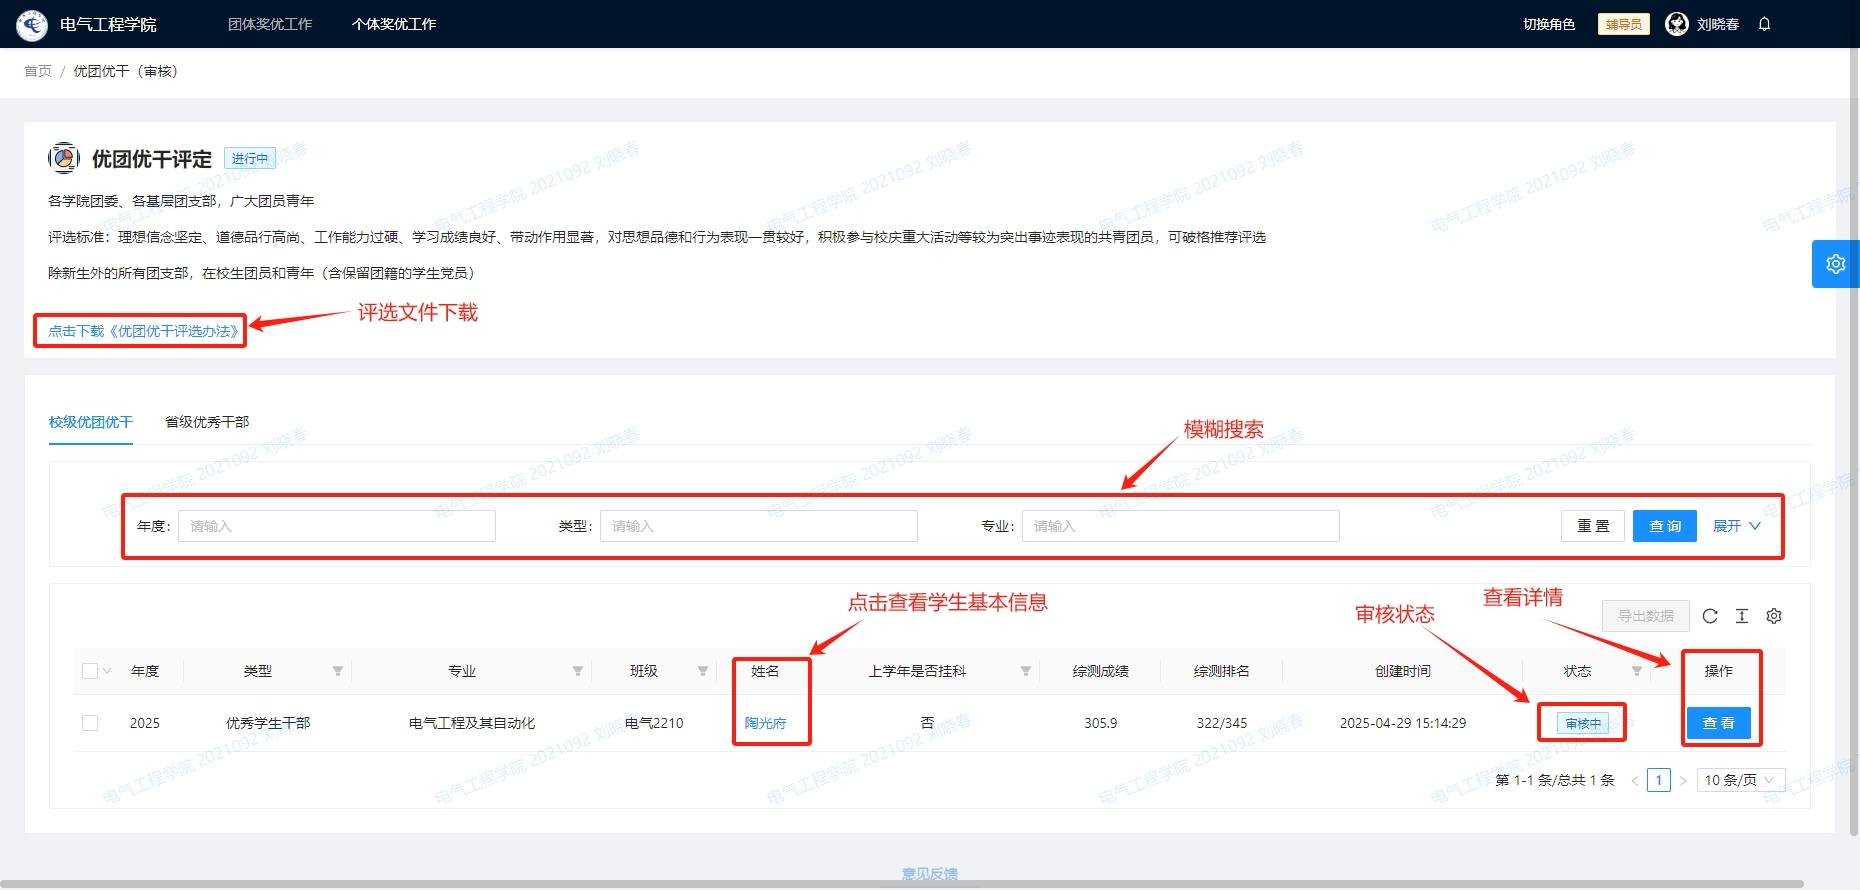 电气工程学院 团体奖优工作 个体奖优工作 切换角色 辅导员 刘晓春
首页 / 优团优干（审核）
优团优干评定 进行中
各学院团委、各基层团支部，广大团员青年
评选标准：理想信念坚定、道德品行高尚、工作能力过硬、学习成绩良好、带动作用显著，对思想品德和行为表现一贯较好，积极参与校庆重大活动等较为突出事迹表现的共青团员，可破格推荐评选
除新生外的所有团支部，在校生团员和青年（含保留团籍的学生党员）
评选文件下载
点击下载《优团优干评选办法》
校级优团优干 省级优秀干部
模糊搜索
年度： 请输入 类型： 请输入 专业： 请输入 重置 查询 展开
点击查看学生基本信息 审核状态 查看详情
导出数据
年度 类型 专业 班级 姓名 上学年是否挂科 综测成绩 综测排名 创建时间 状态 操作
2025 优秀学生干部 电气工程及其自动化 电气2210 陶光府 否 305.9 322/345 2025-04-29 15:14:29 审核中 查看
第 1-1 条/总共 1 条 < 1 > 10 条/页
意见反馈
电气工程学院 2021092 刘晓春